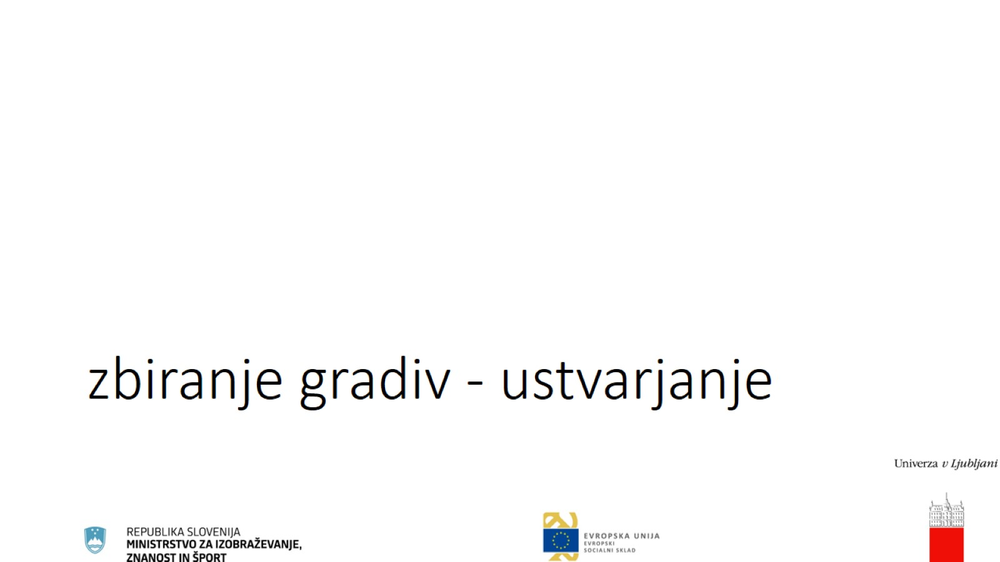 zbiranje gradiv - ustvarjanje
Univerza v Ljubljani
REPUBLIKA SLOVENIJA
MINISTRSTVO ZA IZOBRAŽEVANJE,
ZNANOST IN ŠPORT
EVROPSKA UNIJA
EVROPSKI
SOCIALNI SKLAD